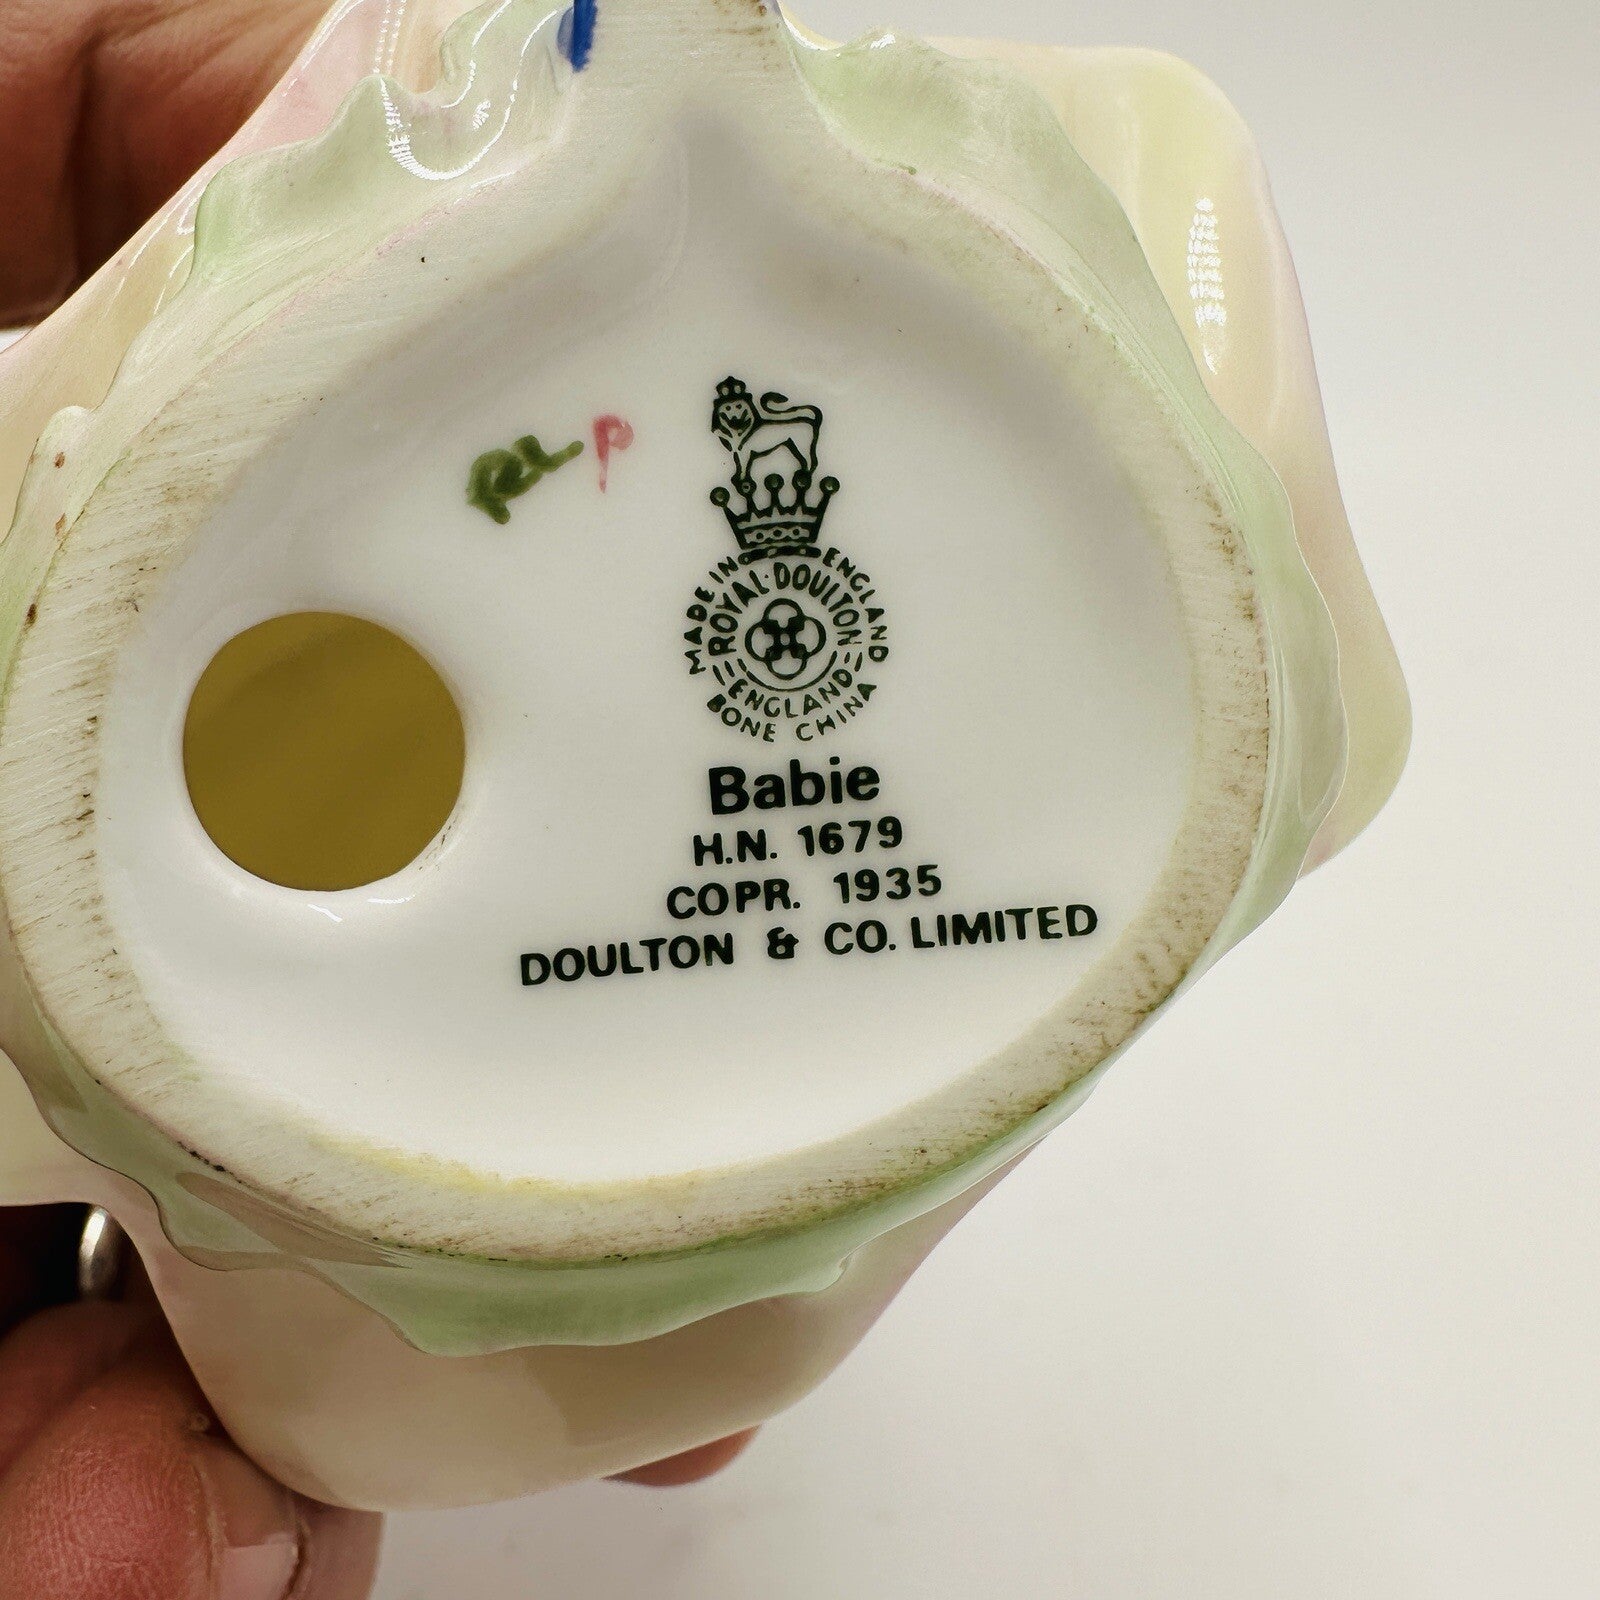 MADE IN ENGLAND
ROYAL·DOULTON
ENGLAND
BONE CHINA
Babie
H.N. 1679
COPR. 1935
DOULTON & CO. LIMITED